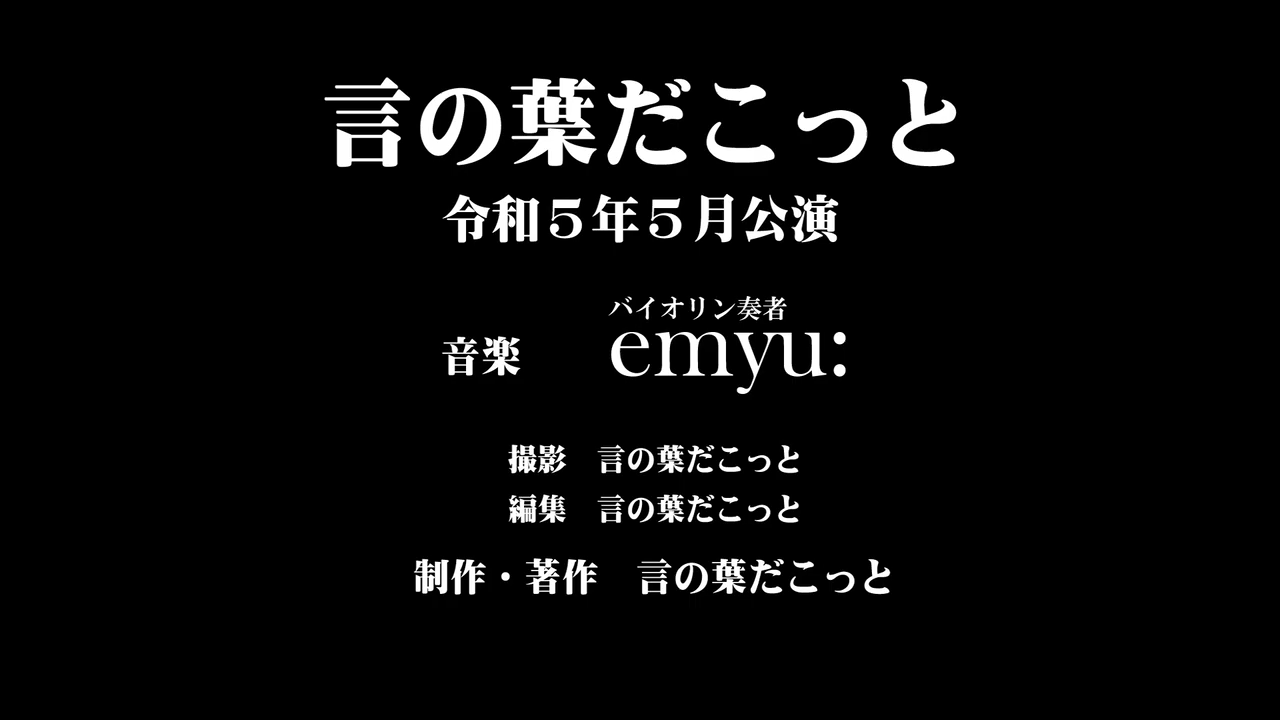 言の葉だこっと
令和５年５月公演
バイオリン奏者
音楽　emyu:
撮影　言の葉だこっと
編集　言の葉だこっと
制作・著作　言の葉だこっと